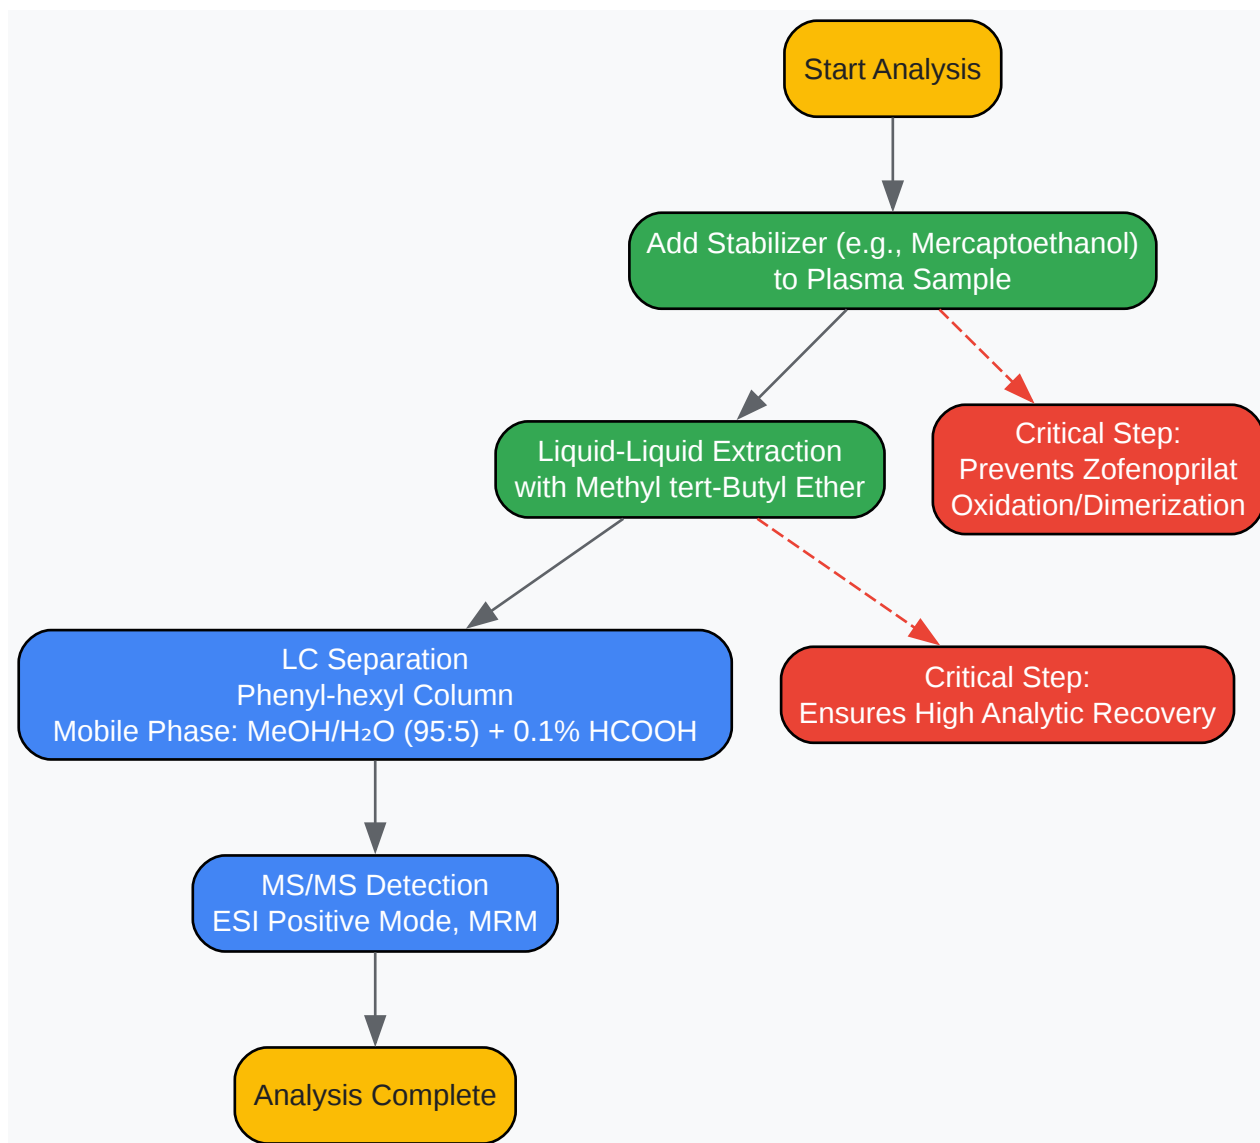 Start Analysis
Add Stabilizer (e.g., Mercaptoethanol)
to Plasma Sample
Critical Step:
Prevents Zofenoprilat
Oxidation/Dimerization
Liquid-Liquid Extraction
with Methyl tert-Butyl Ether
LC Separation
Phenyl-hexyl Column
Mobile Phase: MeOH/H₂O (95:5) + 0.1% HCOOH
Critical Step:
Ensures High Analytic Recovery
MS/MS Detection
ESI Positive Mode, MRM
Analysis Complete